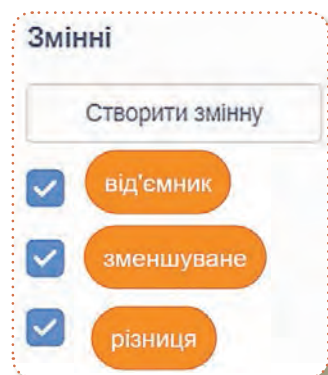 Змінні
Створити змінну
від'ємник
зменшуване
різниця